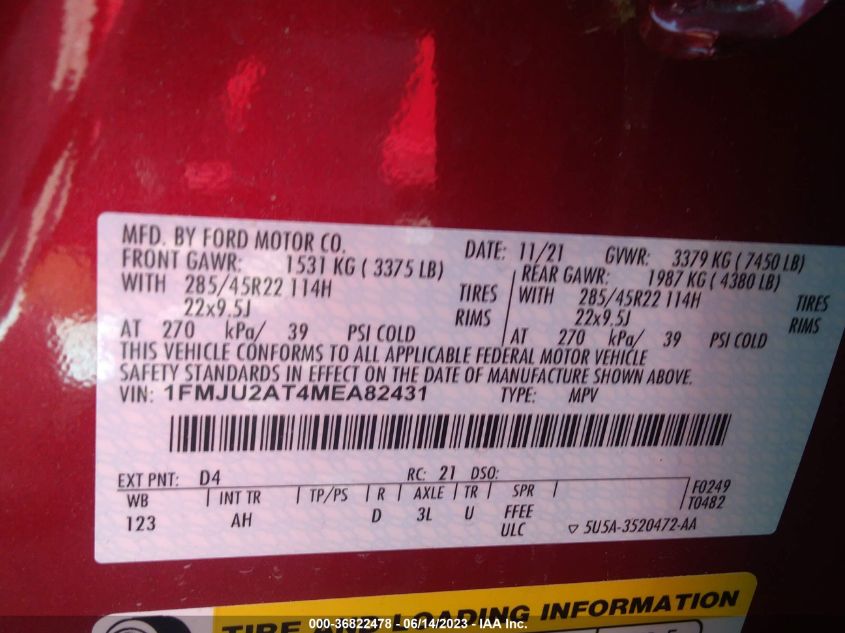 MFD. BY FORD MOTOR CO.
DATE: 11/21 GVWR: 3379 KG ( 7450 LB)
FRONT GAWR: 1531 KG ( 3375 LB) REAR GAWR: 1987 KG ( 4380 LB)
WITH 285/45R22 114H TIRES WITH 285/45R22 114H TIRES
22x9.5J RIMS 22x9.5J RIMS
AT 270 kPa/ 39 PSI COLD AT 270 kPa/ 39 PSI COLD
THIS VEHICLE CONFORMS TO ALL APPLICABLE FEDERAL MOTOR VEHICLE
SAFETY STANDARDS IN EFFECT ON THE DATE OF MANUFACTURE SHOWN ABOVE.
VIN: 1FMJU2AT4MEA82431 TYPE: MPV
EXT PNT: D4 RC: 21 DSO:
WB INT TR TP/PS R AXLE TR SPR F0249
123 AH D 3L U FFEE T0482
ULC 5U5A-3520472-AA
TIRE AND LOADING INFORMATION
000-36822478 - 06/14/2023 - IAA Inc.